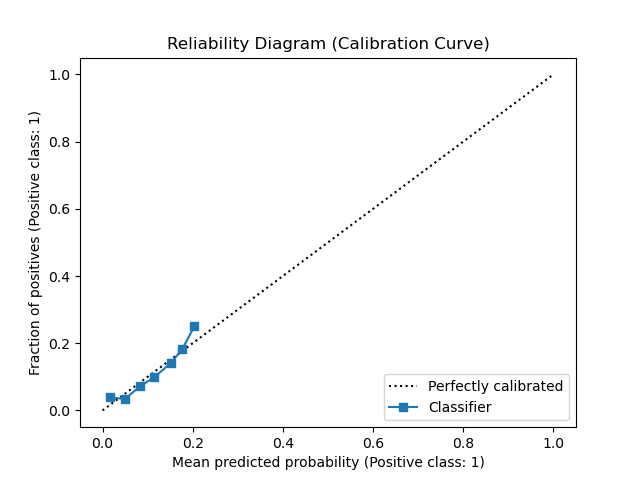 Reliability Diagram (Calibration Curve)
Fraction of positives (Positive class: 1)
1.0
0.8
0.6
0.4
0.2
0.0
Perfectly calibrated
Classifier
0.0 0.2 0.4 0.6 0.8 1.0
Mean predicted probability (Positive class: 1)